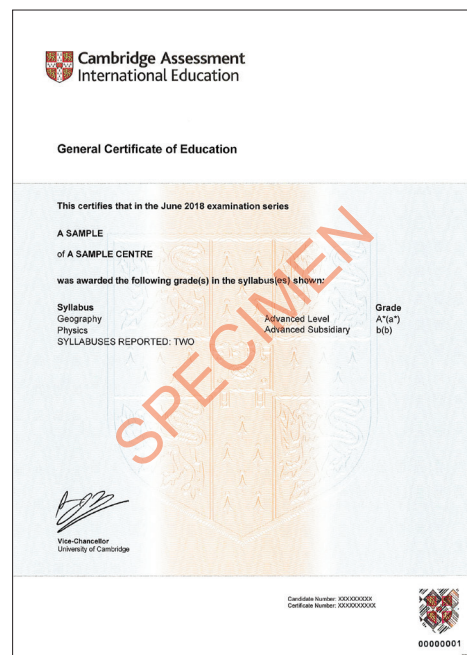 Cambridge Assessment
International Education
General Certificate of Education
This certifies that in the June 2018 examination series
A SAMPLE
of A SAMPLE CENTRE
was awarded the following grade(s) in the syllabus(es) shown:
Syllabus Grade
Geography Advanced Level A*(a*)
Physics Advanced Subsidiary b(b)
SYLLABUSES REPORTED: TWO
SPECIMEN
Vice-Chancellor
University of Cambridge
Candidate Number: XXXXXXXXX
Certificate Number: XXXXXXXXXX
00000001